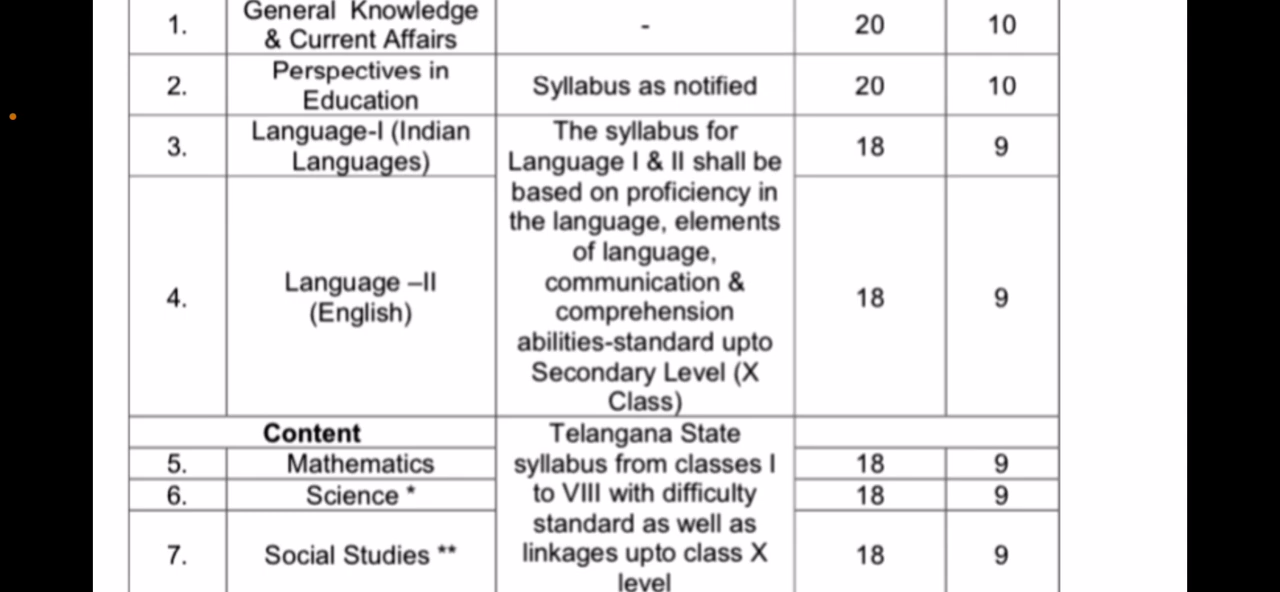 1. General Knowledge & Current Affairs - 20 10
2. Perspectives in Education Syllabus as notified 20 10
3. Language-I (Indian Languages) 18 9
The syllabus for
Language I & II shall be
based on proficiency in
the language, elements
of language,
communication &
comprehension
abilities-standard upto
Secondary Level (X
Class)
4. Language –II (English) 18 9
Content
Telangana State
syllabus from classes I
to VIII with difficulty
standard as well as
linkages upto class X
level
5. Mathematics 18 9
6. Science * 18 9
7. Social Studies ** 18 9